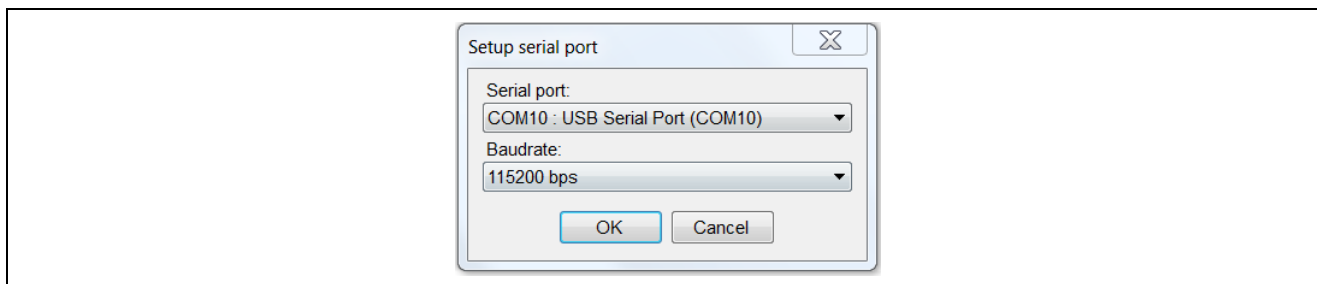 Setup serial port
Serial port:
COM10 : USB Serial Port (COM10)
Baudrate:
115200 bps
OK Cancel